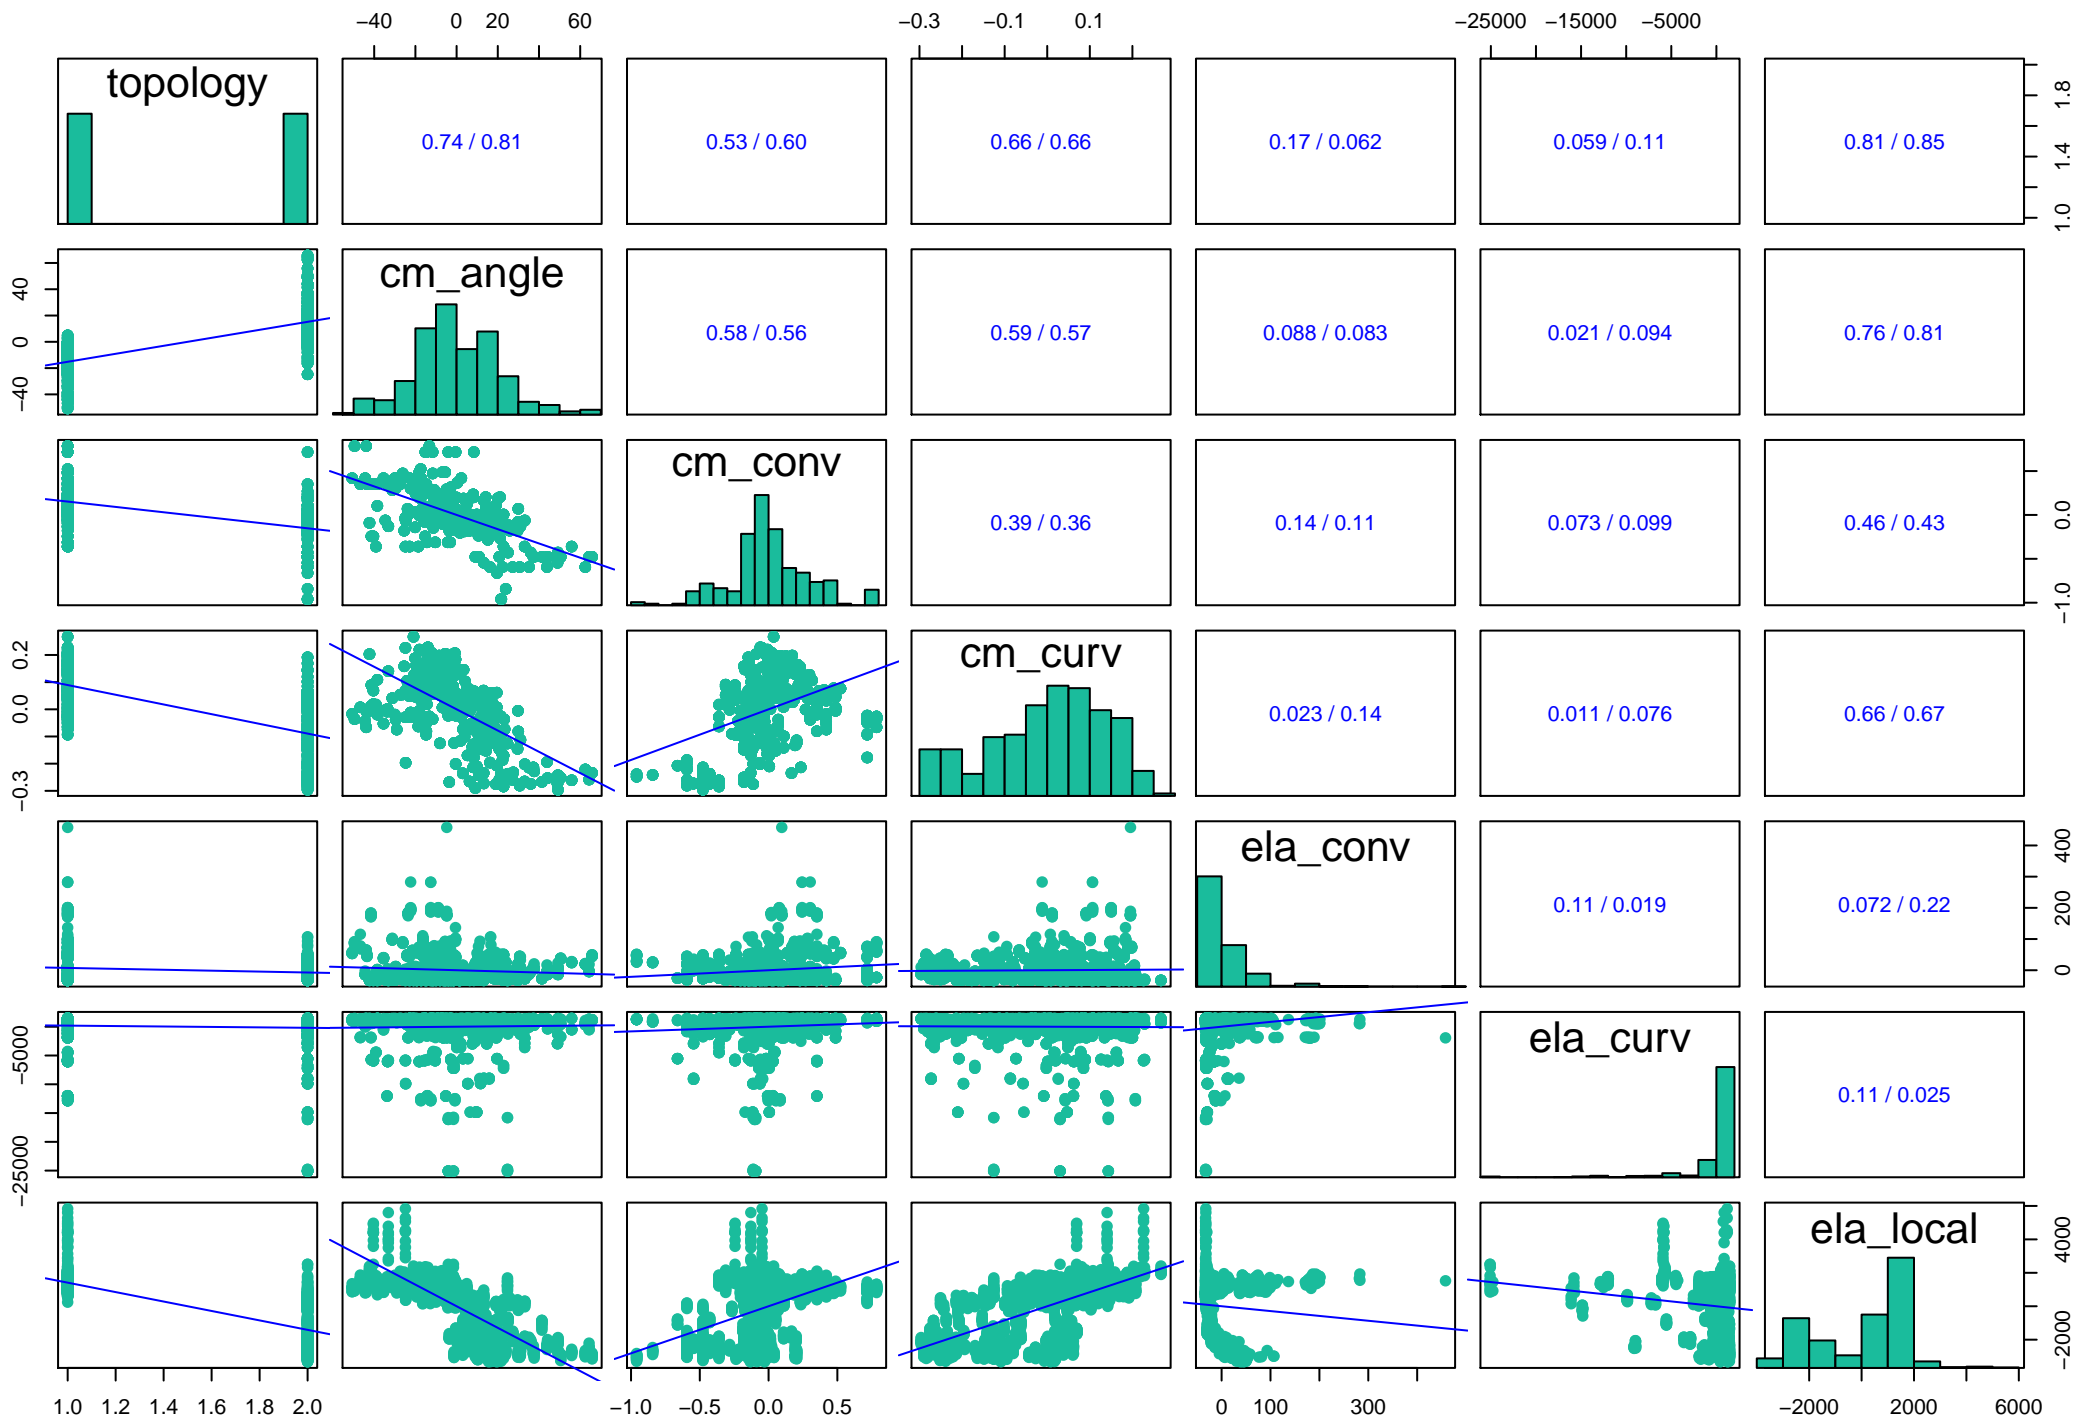 −40 0 20 60 −0.3 −0.1 0.1 −25000 −15000 −5000
topology 0.74 / 0.81 0.53 / 0.60 0.66 / 0.66 0.17 / 0.062 0.059 / 0.11 0.81 / 0.85 1.0 1.4 1.8
−40 0 40 cm_angle 0.58 / 0.56 0.59 / 0.57 0.088 / 0.083 0.021 / 0.094 0.76 / 0.81
cm_conv 0.39 / 0.36 0.14 / 0.11 0.073 / 0.099 0.46 / 0.43 −1.0 0.0
−0.3 0.0 0.2 cm_curv 0.023 / 0.14 0.011 / 0.076 0.66 / 0.67
ela_conv 0.11 / 0.019 0.072 / 0.22 0 200 400
−25000 −5000 ela_curv 0.11 / 0.025
ela_local −2000 4000
1.0 1.2 1.4 1.6 1.8 2.0 −1.0 −0.5 0.0 0.5 0 100 300 −2000 2000 6000